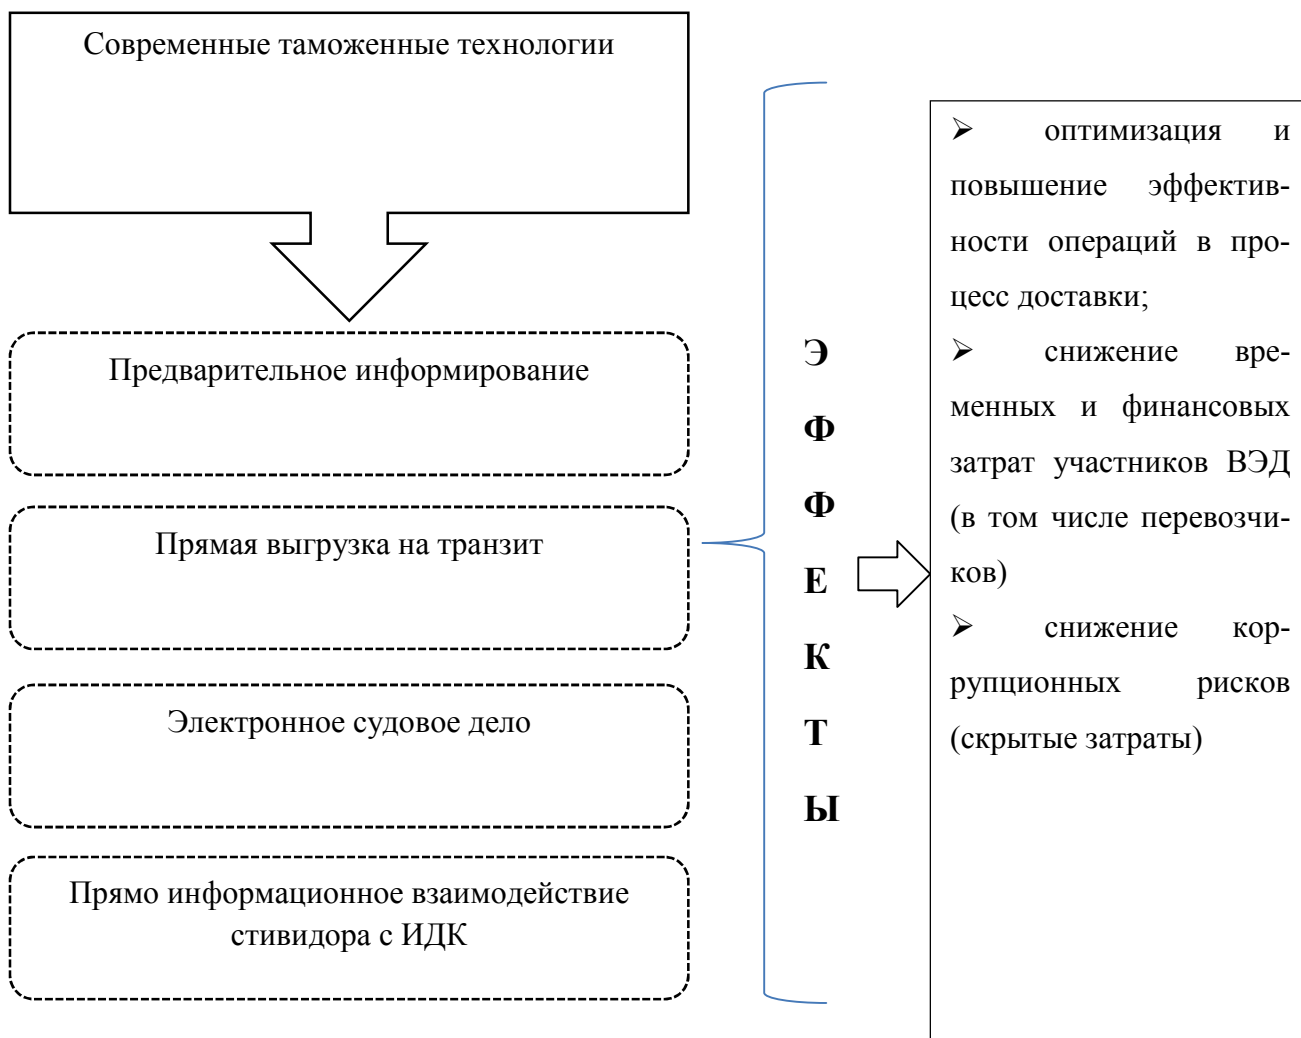 Современные таможенные технологии
Предварительное информирование
Прямая выгрузка на транзит
Электронное судовое дело
Прямо информационное взаимодействие
стивидора с ИДК
Э
Ф
Ф
Е
К
Т
Ы
➢ оптимизация и
повышение эффектив-
ности операций в про-
цесс доставки;
➢ снижение вре-
менных и финансовых
затрат участников ВЭД
(в том числе перевозчи-
ков)
➢ снижение кор-
рупционных рисков
(скрытые затраты)